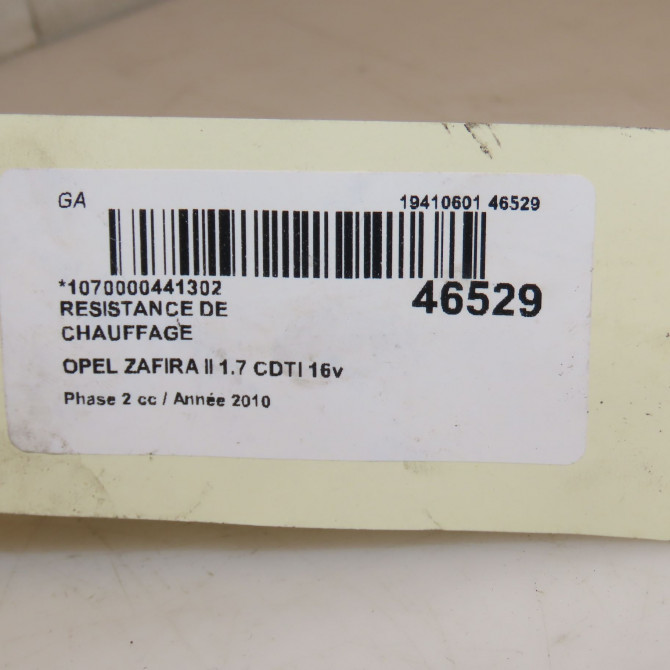 GA 19410601 46529
*1070000441302 46529
RESISTANCE DE
CHAUFFAGE
OPEL ZAFIRA II 1.7 CDTI 16v
Phase 2 cc / Année 2010